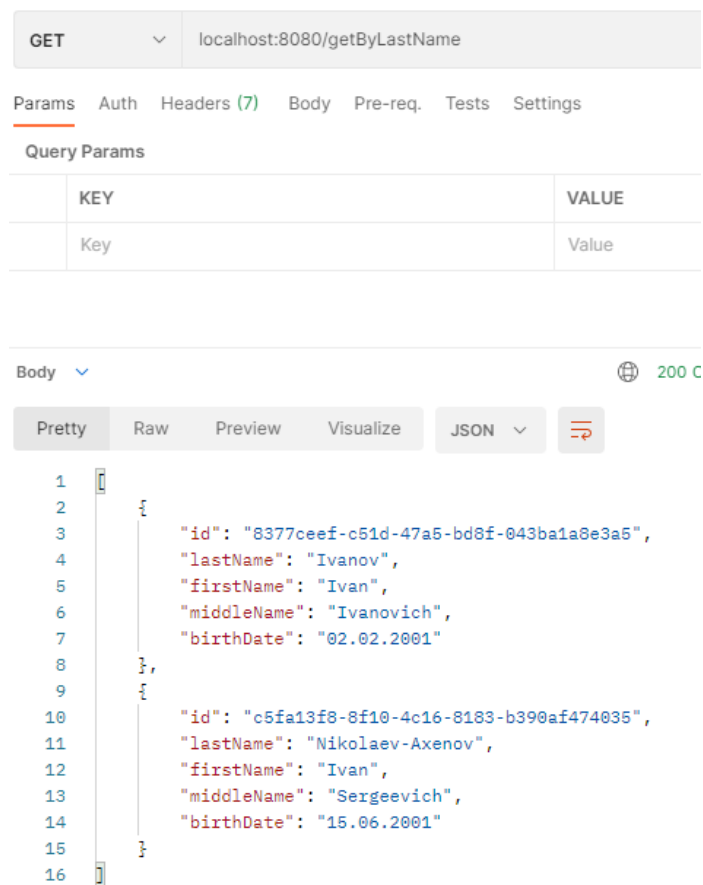 GET localhost:8080/getByLastName
Params Auth Headers (7) Body Pre-req. Tests Settings
Query Params
KEY VALUE
Key Value
Body 200
Pretty Raw Preview Visualize JSON
1 [
2 {
3 "id": "8377ceef-c51d-47a5-bd8f-043ba1a8e3a5",
4 "lastName": "Ivanov",
5 "firstName": "Ivan",
6 "middleName": "Ivanovich",
7 "birthDate": "02.02.2001"
8 },
9 {
10 "id": "c5fa13f8-8f10-4c16-8183-b390af474035",
11 "lastName": "Nikolaev-Axenov",
12 "firstName": "Ivan",
13 "middleName": "Sergeevich",
14 "birthDate": "15.06.2001"
15 }
16 ]